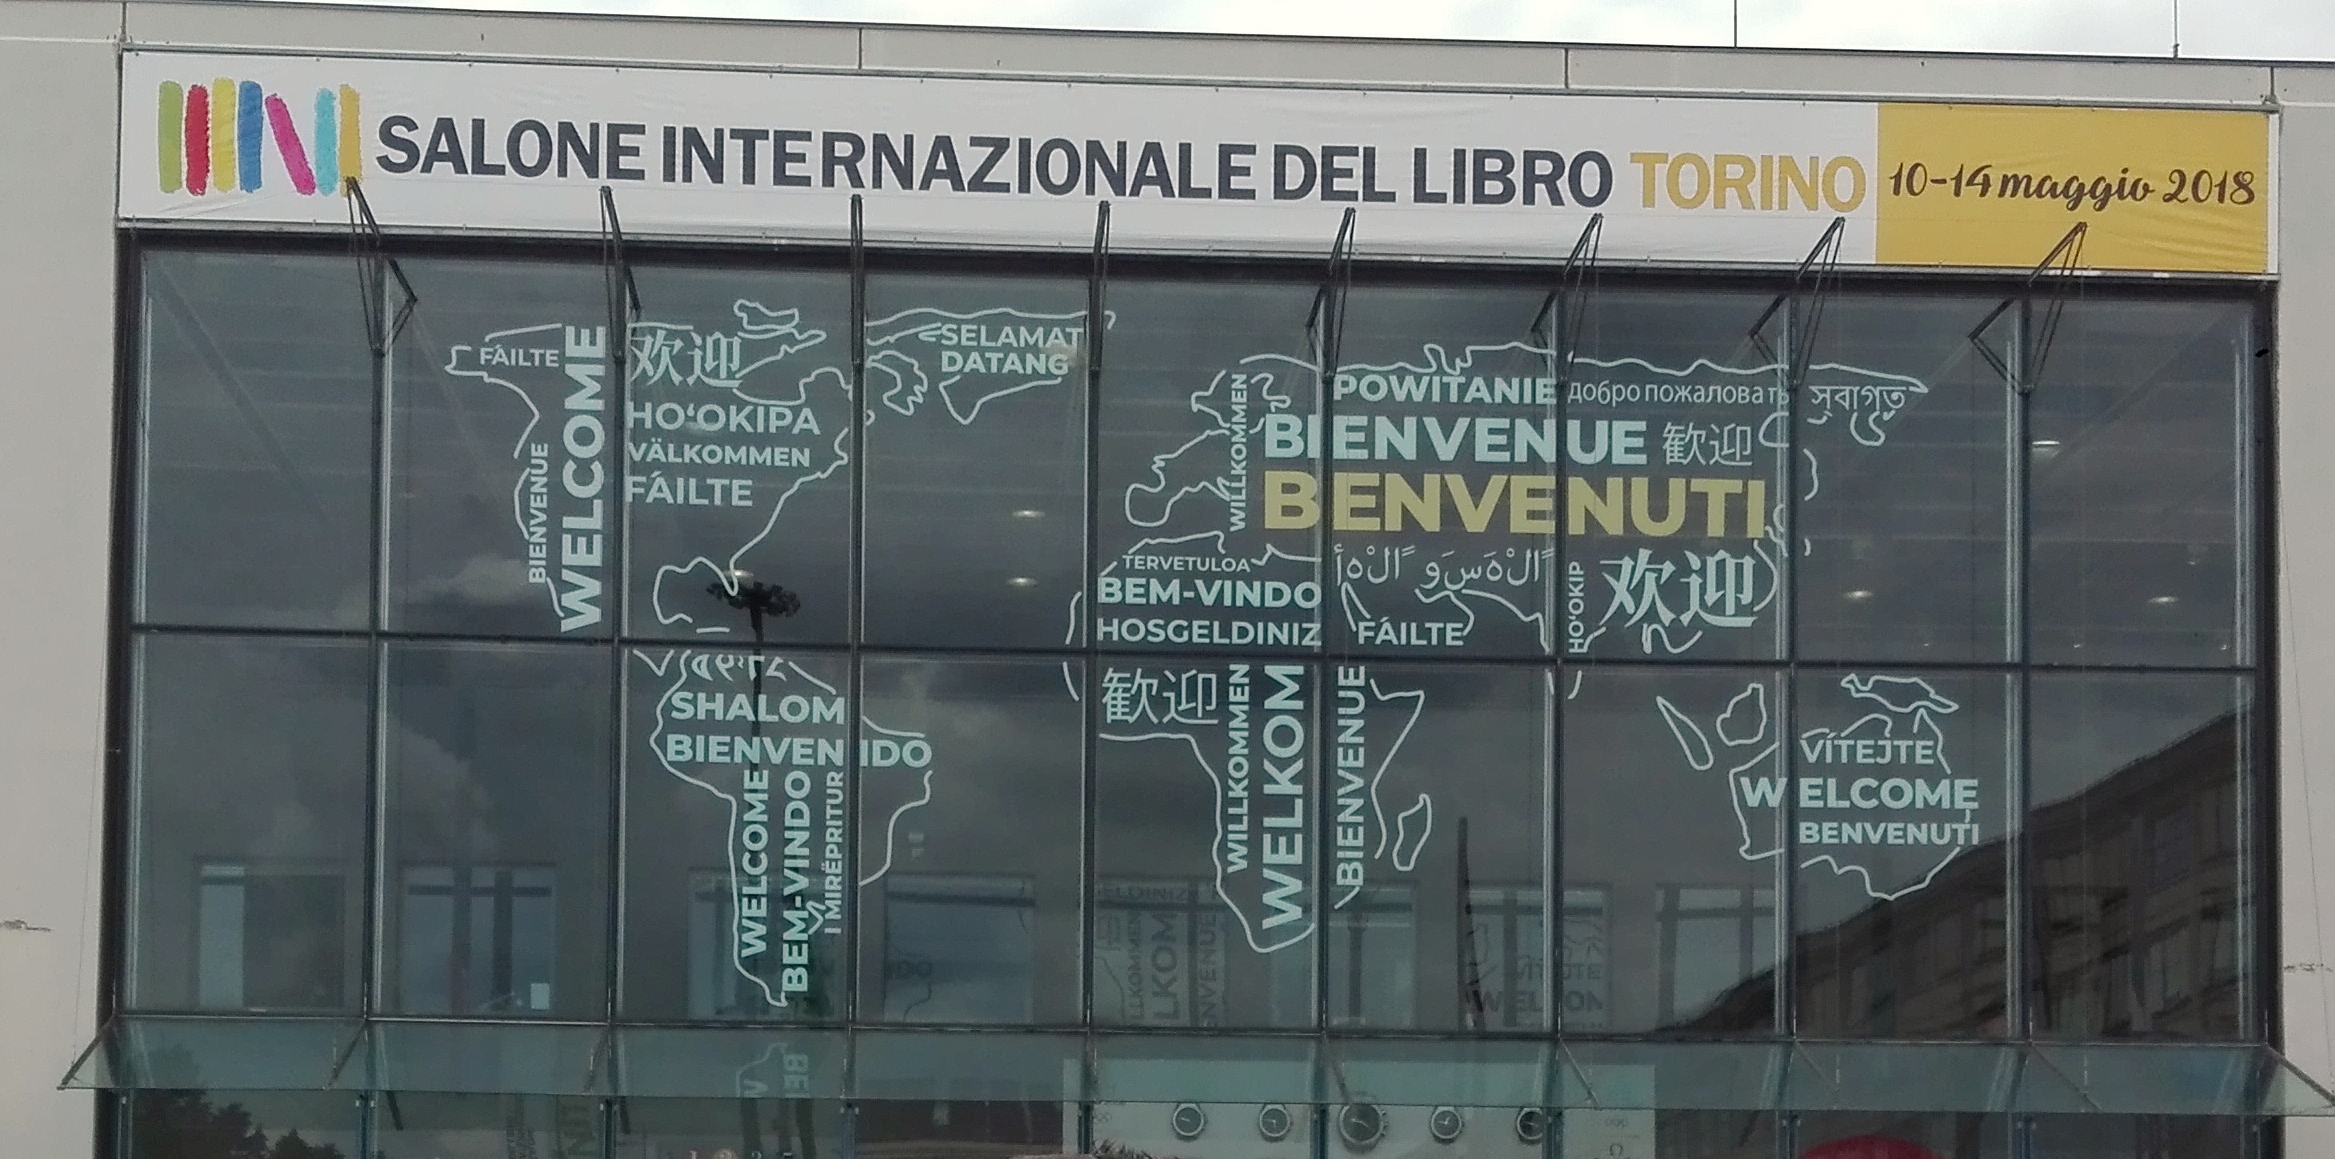 SALONE INTERNAZIONALE DEL LIBRO TORINO
10-14 maggio 2018
FÁILTE
WELCOME
BIENVENUE
欢迎
HO‘OKIPA
VÄLKOMMEN
FÁILTE
SELAMAT
DATANG
SHALOM
BIENVENIDO
WELCOME
BEM-VINDO
I MIRËPRITUR
WILLKOMMEN
POWITANIE
добро пожаловать
স্বাগত
BIENVENUE
歡迎
BENVENUTI
TERVETULOA
BEM-VINDO
HOSGELDINIZ
FÁILTE
HO‘OKIP
欢迎
歡迎
WILLKOMMEN
WELKOM
BIENVENUE
VÍTEJTE
WELCOME
BENVENUTI